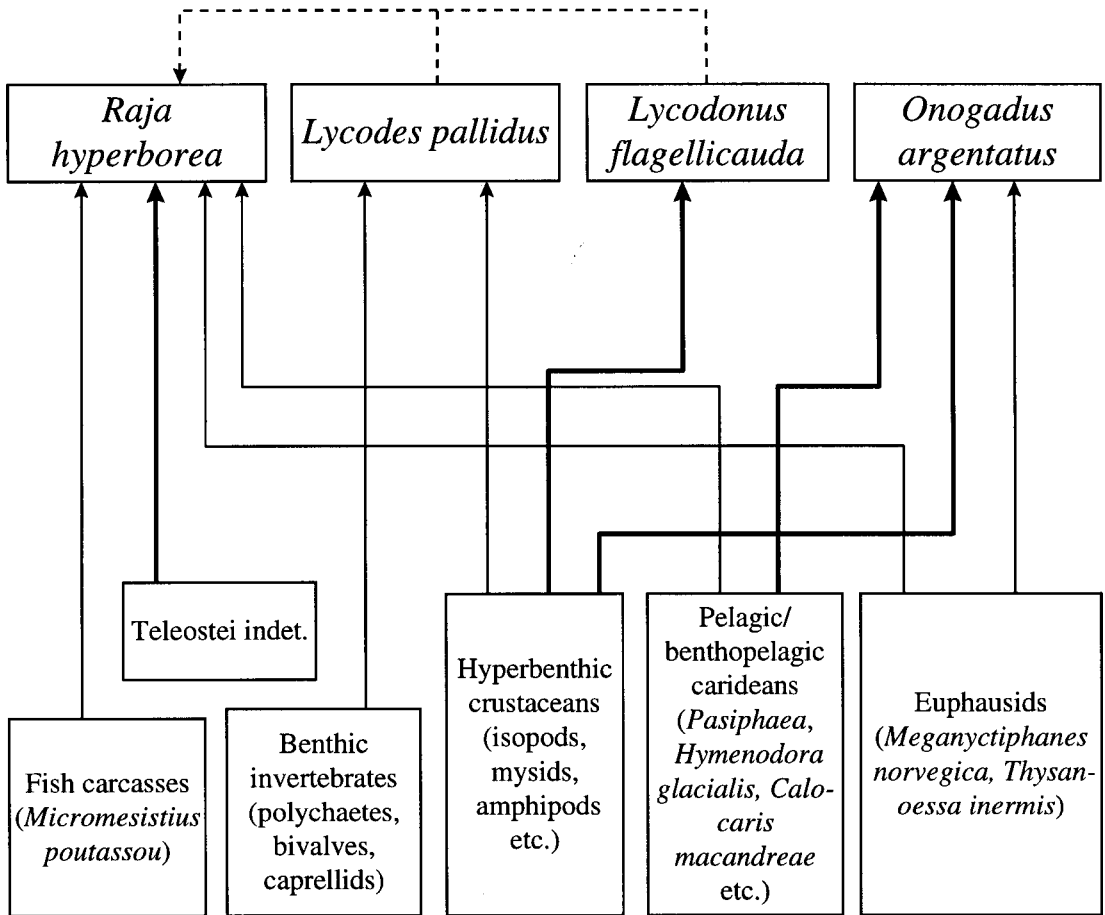 Raja
hyperborea
Lycodes pallidus
Lycodonus
flagellicauda
Onogadus
argentatus
Teleostei indet.
Fish carcasses
(Micromesistius
poutassou)
Benthic
invertebrates
(polychaetes,
bivalves,
caprellids)
Hyperbenthic
crustaceans
(isopods,
mysids,
amphipods
etc.)
Pelagic/
benthopelagic
carideans
(Pasiphaea,
Hymenodora
glacialis, Calo-
caris
macandreae
etc.)
Euphausids
(Meganyctiphanes
norvegica, Thysan-
oessa inermis)